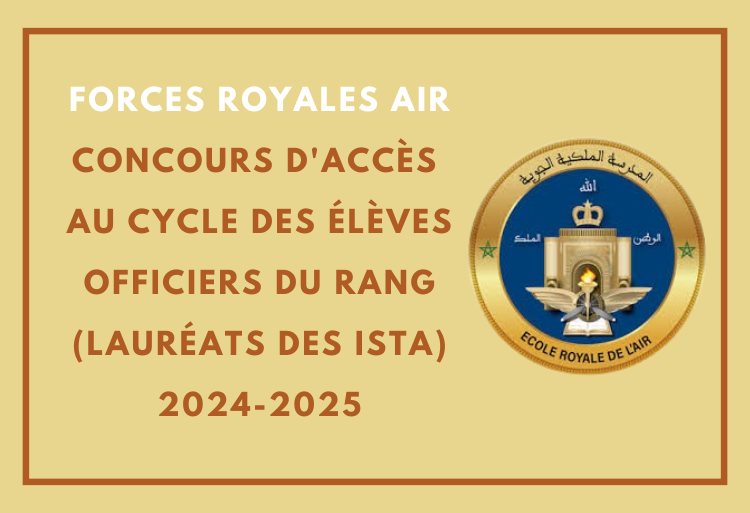 FORCES ROYALES AIR
CONCOURS D'ACCÈS
AU CYCLE DES ÉLÈVES
OFFICIERS DU RANG
(LAURÉATS DES ISTA)
2024-2025
المدرسة الملكية الجوية
الله
الوطن
الملك
ECOLE ROYALE DE L'AIR